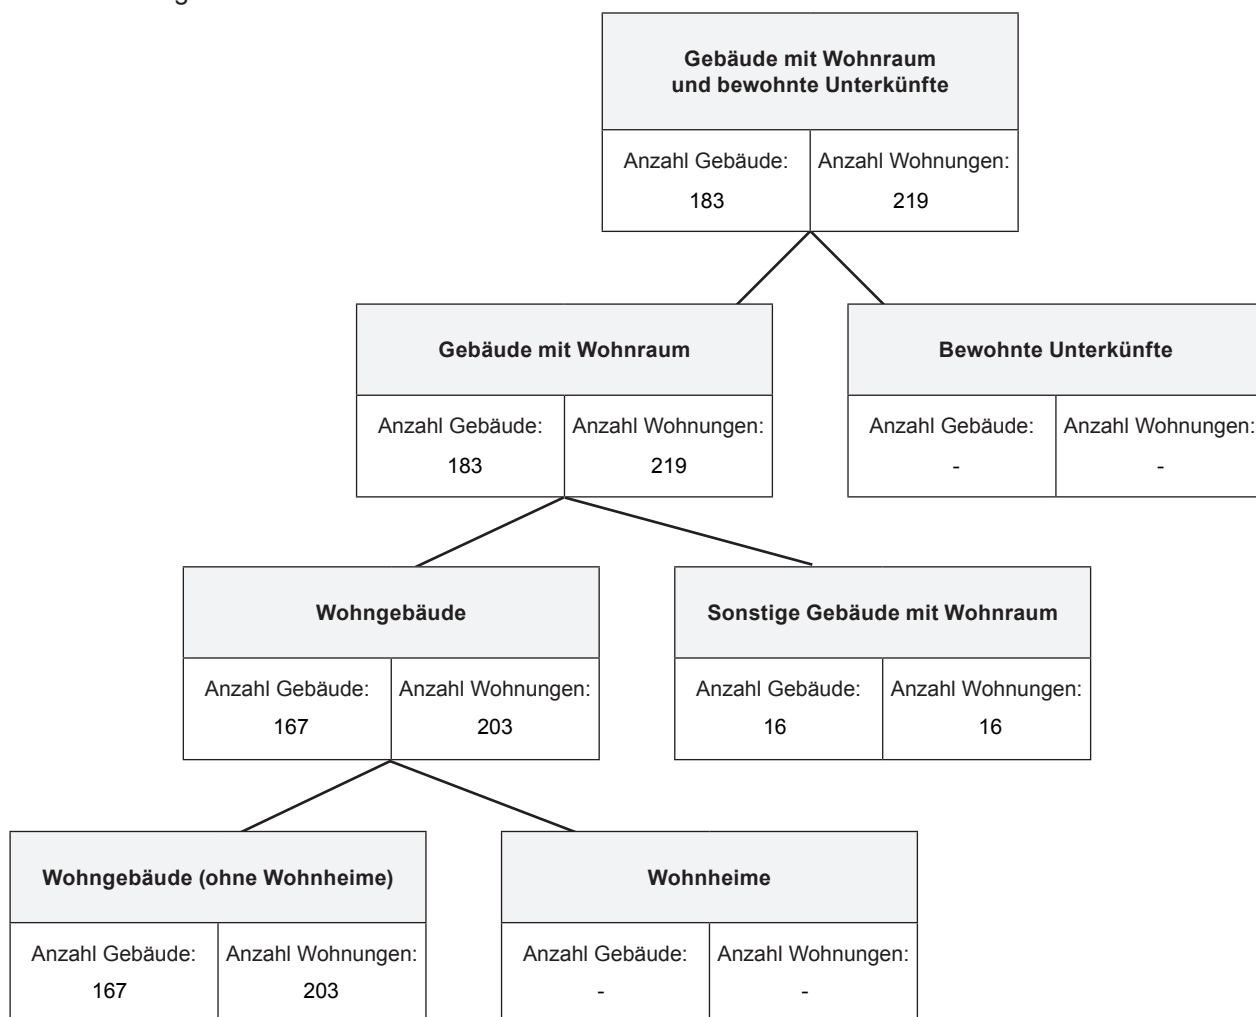 Gebäude mit Wohnraum
und bewohnte Unterkünfte
Anzahl Gebäude: Anzahl Wohnungen:
183 219
Gebäude mit Wohnraum
Anzahl Gebäude: Anzahl Wohnungen:
183 219
Bewohnte Unterkünfte
Anzahl Gebäude: Anzahl Wohnungen:
- -
Wohngebäude
Anzahl Gebäude: Anzahl Wohnungen:
167 203
Sonstige Gebäude mit Wohnraum
Anzahl Gebäude: Anzahl Wohnungen:
16 16
Wohngebäude (ohne Wohnheime)
Anzahl Gebäude: Anzahl Wohnungen:
167 203
Wohnheime
Anzahl Gebäude: Anzahl Wohnungen:
- -